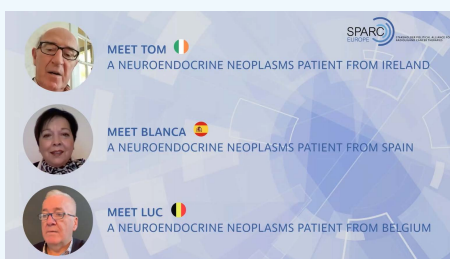 SPARC
EUROPE
MEET TOM
A NEUROENDOCRINE NEOPLASMS PATIENT FROM IRELAND
MEET BLANCA
A NEUROENDOCRINE NEOPLASMS PATIENT FROM SPAIN
MEET LUC
A NEUROENDOCRINE NEOPLASMS PATIENT FROM BELGIUM